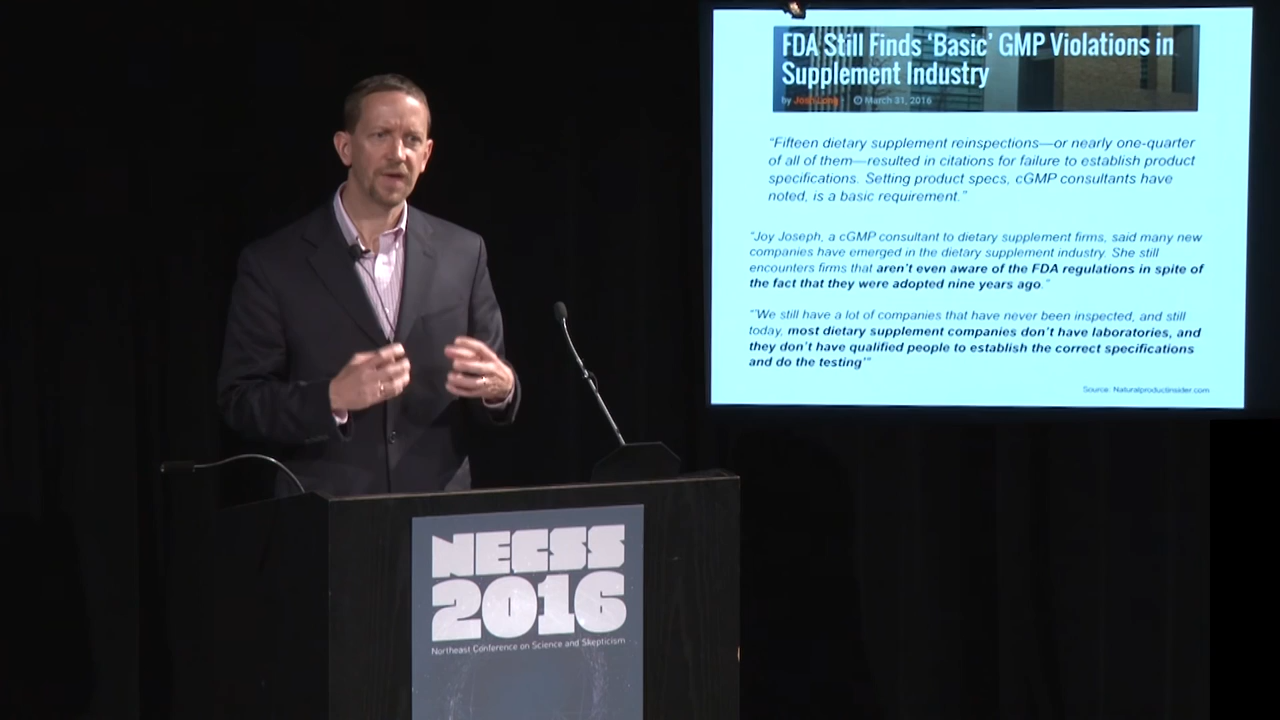 FDA Still Finds ‘Basic’ GMP Violations in
Supplement Industry
by Josh Long
March 31, 2016
“Fifteen dietary supplement reinspections—or nearly one-quarter
of all of them—resulted in citations for failure to establish product
specifications. Setting product specs, cGMP consultants have
noted, is a basic requirement.”
“Joy Joseph, a cGMP consultant to dietary supplement firms, said many new
companies have emerged in the dietary supplement industry. She still
encounters firms that aren’t even aware of the FDA regulations in spite of
the fact that they were adopted nine years ago.”
“‘We still have a lot of companies that have never been inspected, and still
today, most dietary supplement companies don’t have laboratories, and
they don’t have qualified people to establish the correct specifications
and do the testing’”
Source: Naturalproductinsider.com
NECSS
2016
Northeast Conference on Science and Skepticism